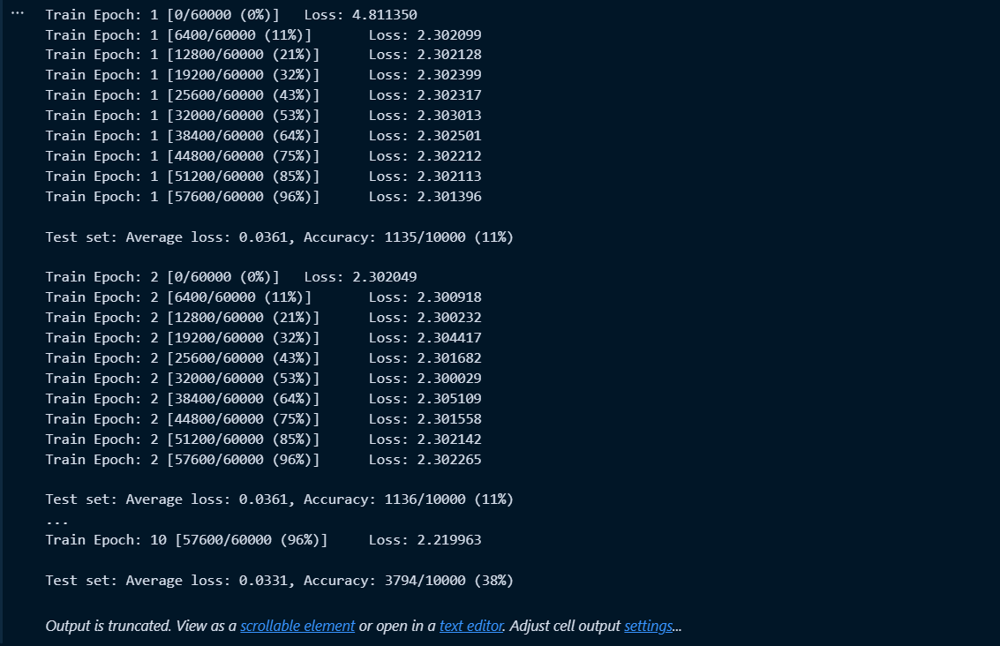 ...
Train Epoch: 1 [0/60000 (0%)] Loss: 4.811350
Train Epoch: 1 [6400/60000 (11%)] Loss: 2.302099
Train Epoch: 1 [12800/60000 (21%)] Loss: 2.302128
Train Epoch: 1 [19200/60000 (32%)] Loss: 2.302399
Train Epoch: 1 [25600/60000 (43%)] Loss: 2.302317
Train Epoch: 1 [32000/60000 (53%)] Loss: 2.303013
Train Epoch: 1 [38400/60000 (64%)] Loss: 2.302501
Train Epoch: 1 [44800/60000 (75%)] Loss: 2.302212
Train Epoch: 1 [51200/60000 (85%)] Loss: 2.302113
Train Epoch: 1 [57600/60000 (96%)] Loss: 2.301396
Test set: Average loss: 0.0361, Accuracy: 1135/10000 (11%)
Train Epoch: 2 [0/60000 (0%)] Loss: 2.302049
Train Epoch: 2 [6400/60000 (11%)] Loss: 2.300918
Train Epoch: 2 [12800/60000 (21%)] Loss: 2.300232
Train Epoch: 2 [19200/60000 (32%)] Loss: 2.304417
Train Epoch: 2 [25600/60000 (43%)] Loss: 2.301682
Train Epoch: 2 [32000/60000 (53%)] Loss: 2.300029
Train Epoch: 2 [38400/60000 (64%)] Loss: 2.305109
Train Epoch: 2 [44800/60000 (75%)] Loss: 2.301558
Train Epoch: 2 [51200/60000 (85%)] Loss: 2.302142
Train Epoch: 2 [57600/60000 (96%)] Loss: 2.302265
Test set: Average loss: 0.0361, Accuracy: 1136/10000 (11%)
...
Train Epoch: 10 [57600/60000 (96%)] Loss: 2.219963
Test set: Average loss: 0.0331, Accuracy: 3794/10000 (38%)
Output is truncated. View as a scrollable element or open in a text editor. Adjust cell output settings...